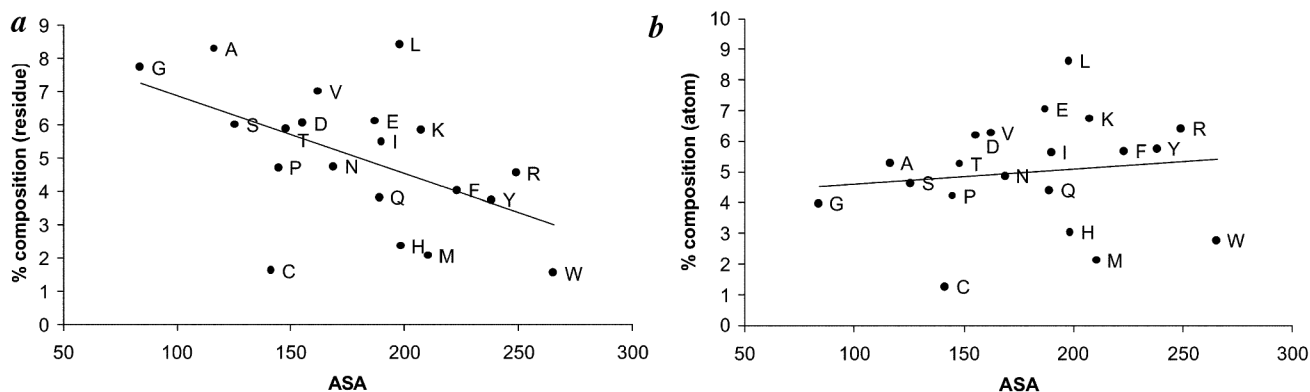 a
% composition (residue)
9
8
7
6
5
4
3
2
1
0
50
100
150
200
250
300
ASA
G
A
L
S
T
D
V
P
N
E
I
K
Q
F
Y
R
H
M
C
W
b
% composition (atom)
10
9
8
7
6
5
4
3
2
1
0
50
100
150
200
250
300
ASA
L
E
K
R
V
D
A
T
I
F
Y
S
P
N
Q
G
H
W
M
C